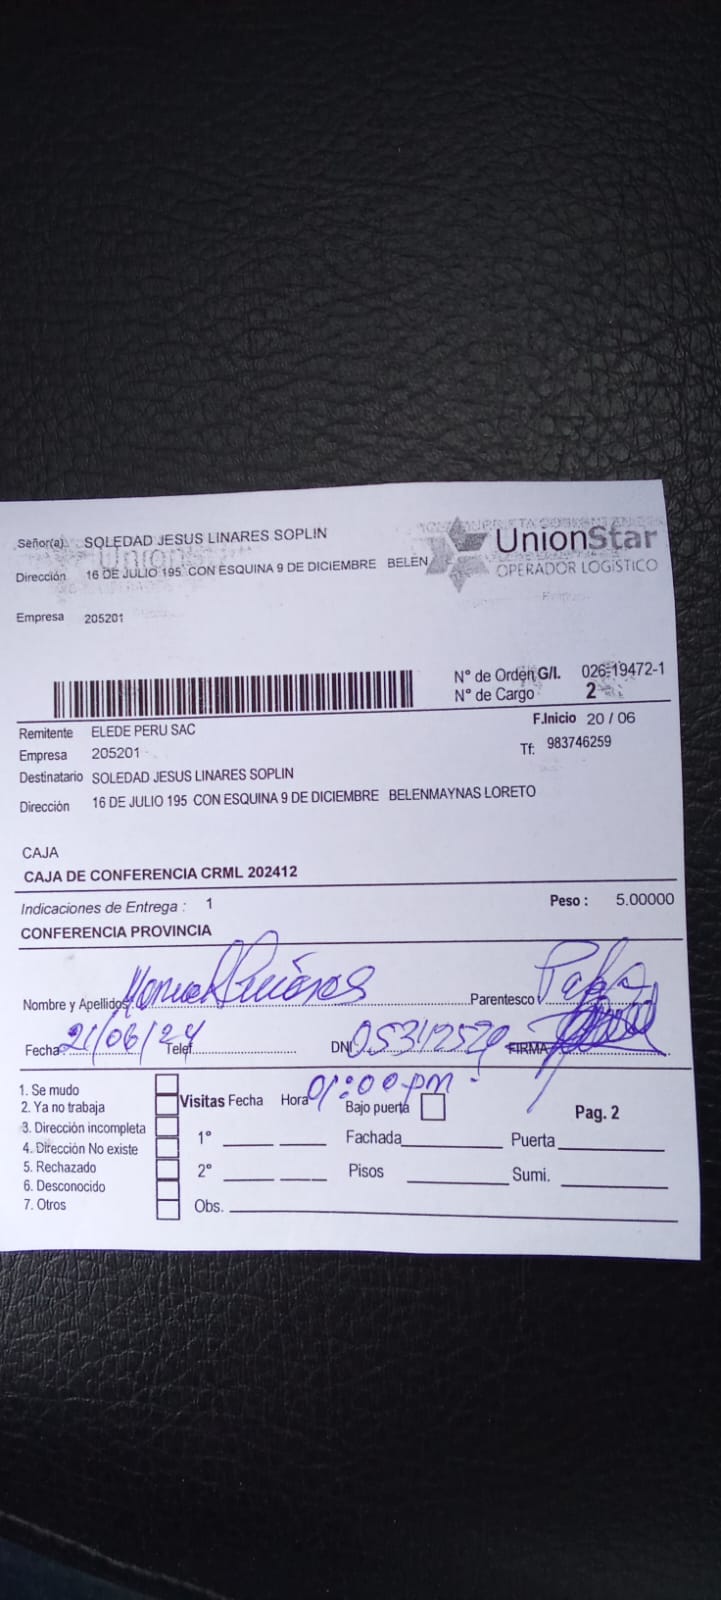 Señor(a) SOLEDAD JESUS LINARES SOPLIN
UnionStar
OPERADOR LOGÍSTICO
Dirección 16 DE JULIO 195 CON ESQUINA 9 DE DICIEMBRE BELEN
Empresa 205201
N° de Orden G/I. 026-19472-1
N° de Cargo 2
F.Inicio 20 / 06
Remitente ELEDE PERU SAC
Empresa 205201
Tf: 983746259
Destinatario SOLEDAD JESUS LINARES SOPLIN
Dirección 16 DE JULIO 195 CON ESQUINA 9 DE DICIEMBRE BELENMAYNAS LORETO
CAJA
CAJA DE CONFERENCIA CRML 202412
Indicaciones de Entrega : 1 Peso : 5.00000
CONFERENCIA PROVINCIA
Nombre y Apellidos Parentesco
Fecha 21/06/24 Telef. DNI FIRMA
01:00 pm
1. Se mudo
2. Ya no trabaja
3. Dirección incompleta
4. Dirección No existe
5. Rechazado
6. Desconocido
7. Otros
Visitas Fecha Hora Bajo puerta Pag. 2
1° Fachada Puerta
2° Pisos Sumi.
Obs.